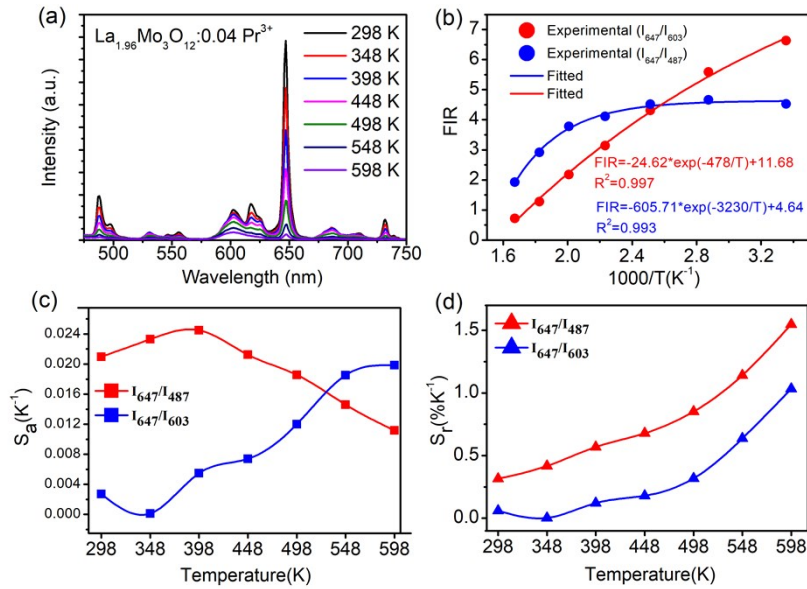 (a)
La₁.₉₆Mo₃O₁₂:0.04 Pr³⁺
298 K
348 K
398 K
448 K
498 K
548 K
598 K
Intensity (a.u.)
500 550 600 650 700 750
Wavelength (nm)
(b)
Experimental (I₆₄₇/I₆₀₃)
Experimental (I₆₄₇/I₄₈₇)
Fitted
Fitted
FIR=-24.62*exp(-478/T)+11.68
R²=0.997
FIR=-605.71*exp(-3230/T)+4.64
R²=0.993
FIR
8
7
6
5
4
3
2
1
0
1.6 2.0 2.4 2.8 3.2
1000/T(K⁻¹)
(c)
Sₐ(K⁻¹)
0.024
0.020
0.016
0.012
0.008
0.004
0.000
I₆₄₇/I₄₈₇
I₆₄₇/I₆₀₃
298 348 398 448 498 548 598
Temperature(K)
(d)
Sᵣ(%K⁻¹)
1.5
1.0
0.5
0.0
I₆₄₇/I₄₈₇
I₆₄₇/I₆₀₃
298 348 398 448 498 548 598
Temperature(K)